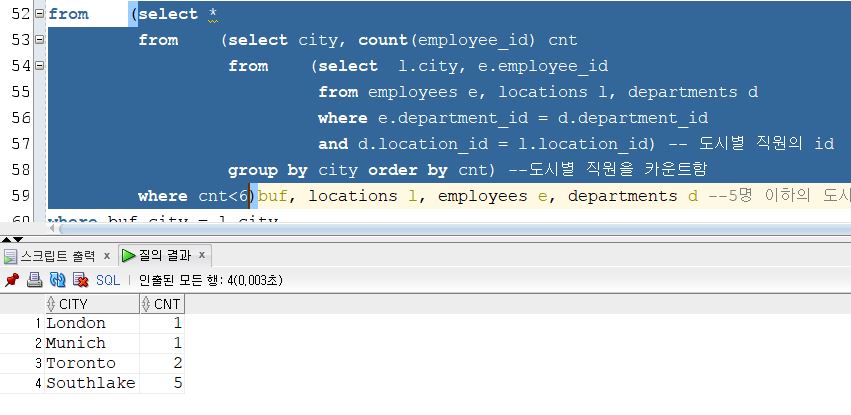 52 from (select *
53 from (select city, count(employee_id) cnt
54 from (select l.city, e.employee_id
55 from employees e, locations l, departments d
56 where e.department_id = d.department_id
57 and d.location_id = l.location_id) -- 도시별 직원의 id
58 group by city order by cnt) --도시별 직원을 카운트함
59 where cnt<6)buf, locations l, employees e, departments d --5명 이하의 도시
60 where buf.city = l.city
스크립트 출력 x 질의 결과 x
SQL | 인출된 모든 행: 4(0,003초)
CITY CNT
1 London 1
2 Munich 1
3 Toronto 2
4 Southlake 5